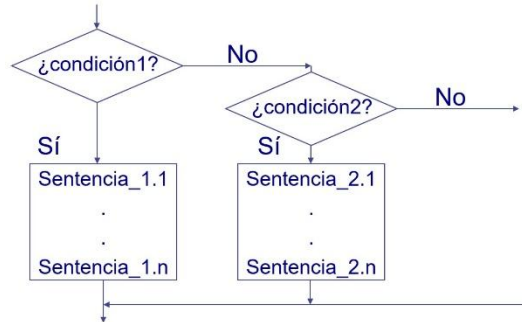 ¿condición1?
No
¿condición2?
No
Sí
Sí
Sentencia_1.1
.
.
Sentencia_1.n
Sentencia_2.1
.
.
Sentencia_2.n